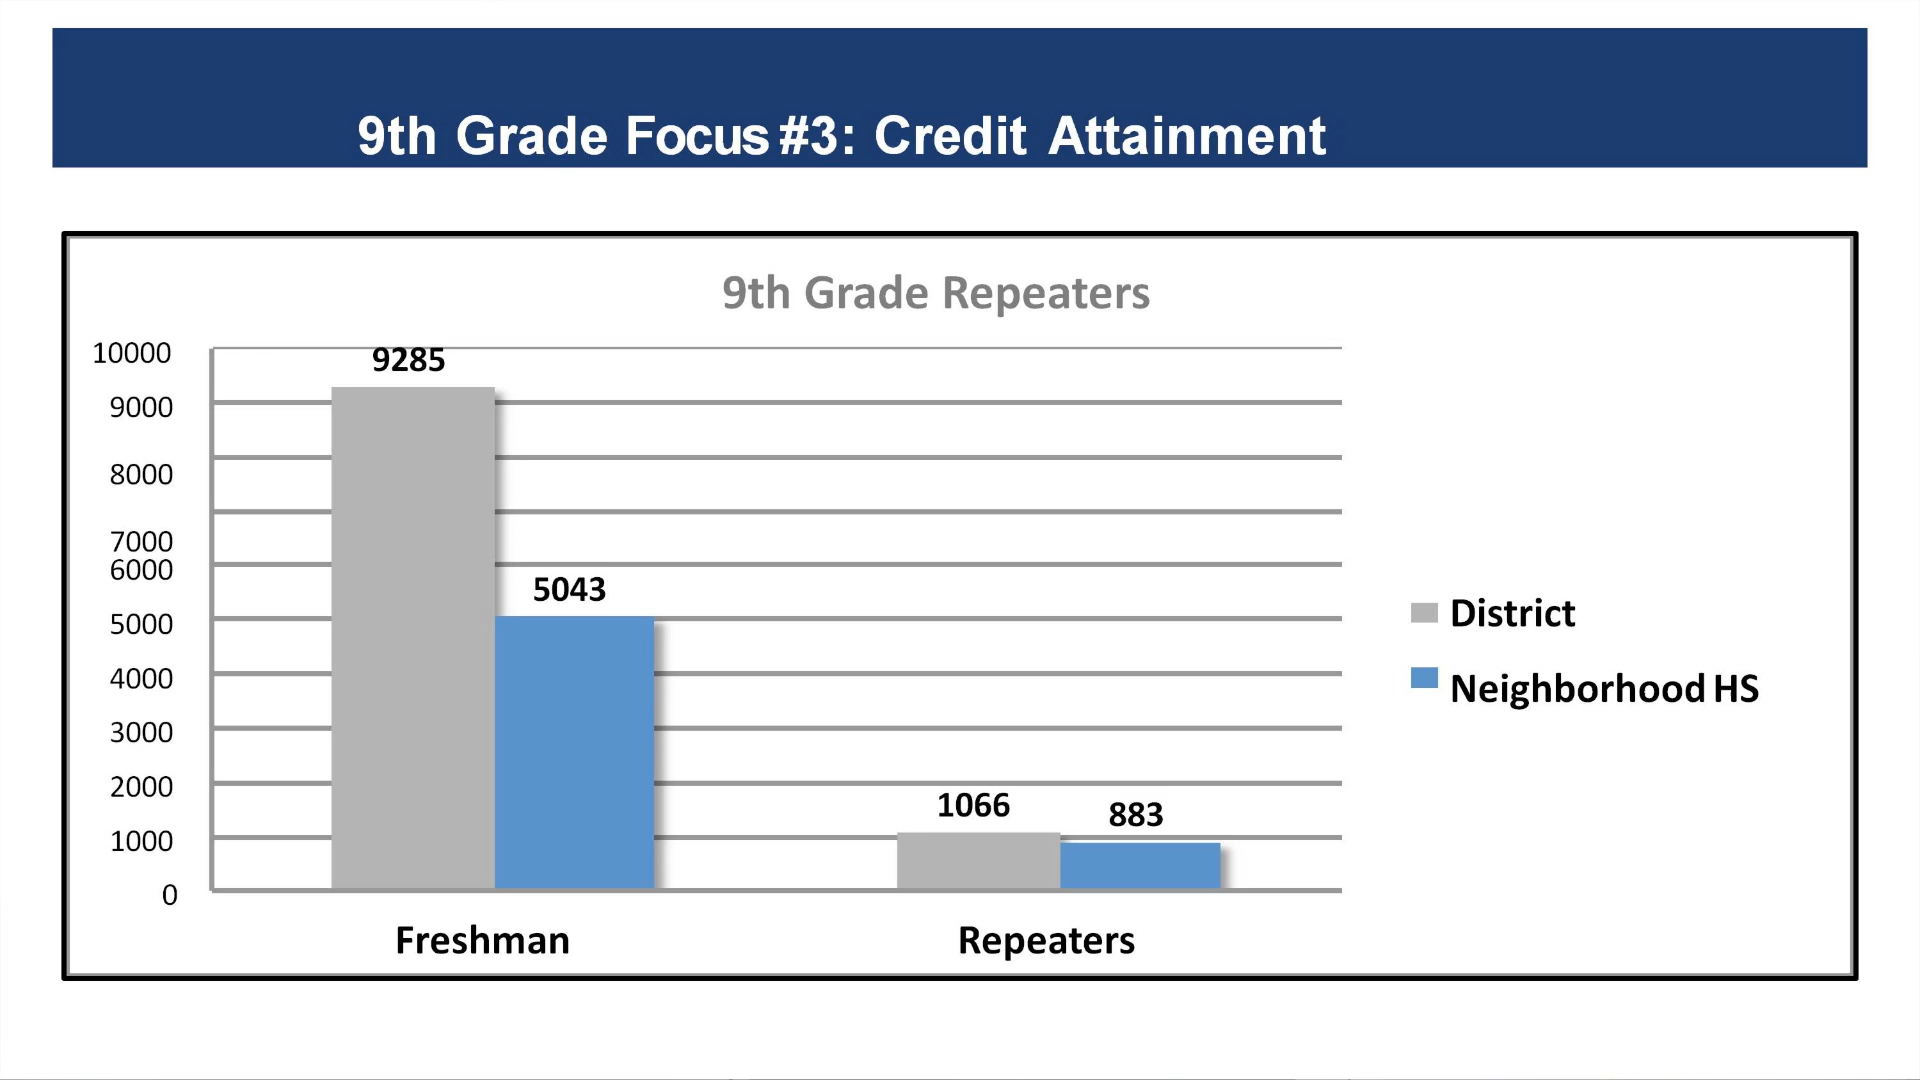 9th Grade Focus #3: Credit Attainment
9th Grade Repeaters
10000
9000
8000
7000
6000
5000
4000
3000
2000
1000
0
9285
5043
1066
883
Freshman
Repeaters
District
Neighborhood HS